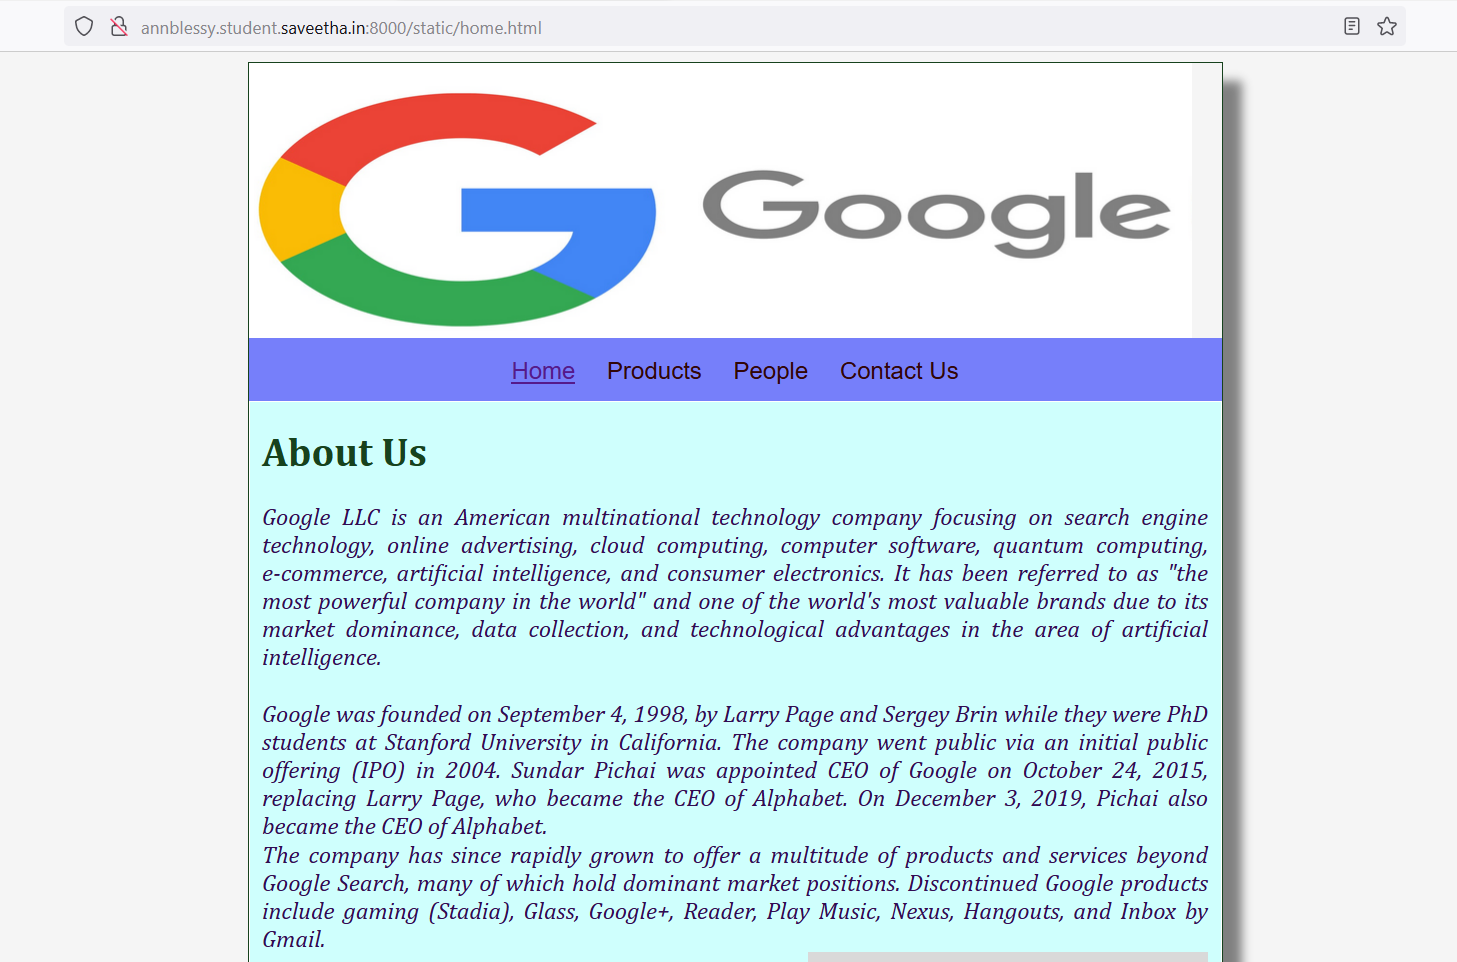 annblessy.student.saveetha.in:8000/static/home.html
Google
Home Products People Contact Us
About Us
Google LLC is an American multinational technology company focusing on search engine
technology, online advertising, cloud computing, computer software, quantum computing,
e-commerce, artificial intelligence, and consumer electronics. It has been referred to as "the
most powerful company in the world" and one of the world's most valuable brands due to its
market dominance, data collection, and technological advantages in the area of artificial
intelligence.
Google was founded on September 4, 1998, by Larry Page and Sergey Brin while they were PhD
students at Stanford University in California. The company went public via an initial public
offering (IPO) in 2004. Sundar Pichai was appointed CEO of Google on October 24, 2015,
replacing Larry Page, who became the CEO of Alphabet. On December 3, 2019, Pichai also
became the CEO of Alphabet.
The company has since rapidly grown to offer a multitude of products and services beyond
Google Search, many of which hold dominant market positions. Discontinued Google products
include gaming (Stadia), Glass, Google+, Reader, Play Music, Nexus, Hangouts, and Inbox by
Gmail.